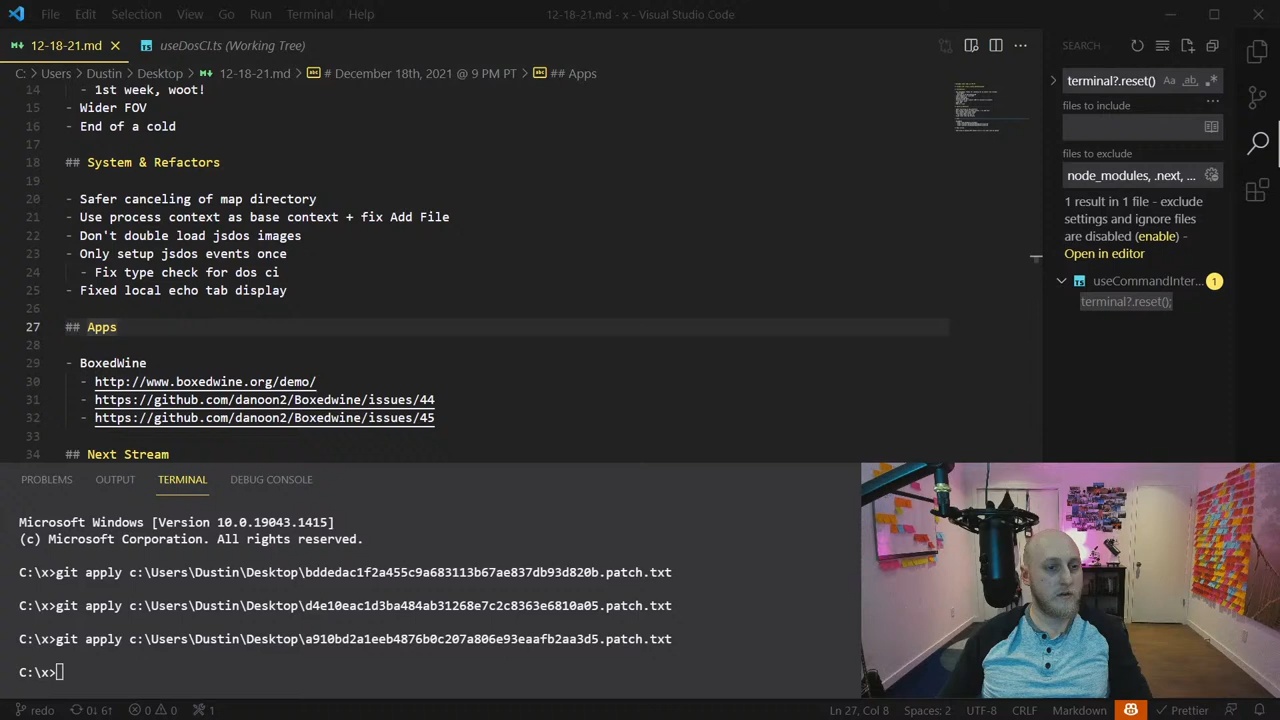 File Edit Selection View Go Run Terminal Help 12-18-21.md - x - Visual Studio Code
12-18-21.md useDosCI.ts (Working Tree)
C: > Users > Dustin > Desktop > 12-18-21.md > # December 18th, 2021 @ 9 PM PT > ## Apps
14 - 1st week, woot!
15 - Wider FOV
16 - End of a cold
17
18 ## System & Refactors
19
20 - Safer canceling of map directory
21 - Use process context as base context + fix Add File
22 - Don't double load jsdos images
23 - Only setup jsdos events once
24 - Fix type check for dos ci
25 - Fixed local echo tab display
26
27 ## Apps
28
29 - BoxedWine
30 - http://www.boxedwine.org/demo/
31 - https://github.com/danoon2/Boxedwine/issues/44
32 - https://github.com/danoon2/Boxedwine/issues/45
33
34 ## Next Stream
SEARCH
terminal?.reset() Aa ab .*
files to include
files to exclude
node_modules, .next, ...
1 result in 1 file - exclude
settings and ignore files
are disabled (enable) -
Open in editor
useCommandInter... 1
terminal?.reset();
PROBLEMS OUTPUT TERMINAL DEBUG CONSOLE
Microsoft Windows [Version 10.0.19043.1415]
(c) Microsoft Corporation. All rights reserved.
C:\x>git apply c:\Users\Dustin\Desktop\bddedac1f2a455c9a683113b67ae837db93d820b.patch.txt
C:\x>git apply c:\Users\Dustin\Desktop\d4e10eac1d3ba484ab31268e7c2c8363e6810a05.patch.txt
C:\x>git apply c:\Users\Dustin\Desktop\a910bd2a1eeb4876b0c207a806e93eaafb2aa3d5.patch.txt
C:\x>
redo 0↓ 6↑ 0 0 1 Ln 27, Col 8 Spaces: 2 UTF-8 CRLF Markdown Prettier